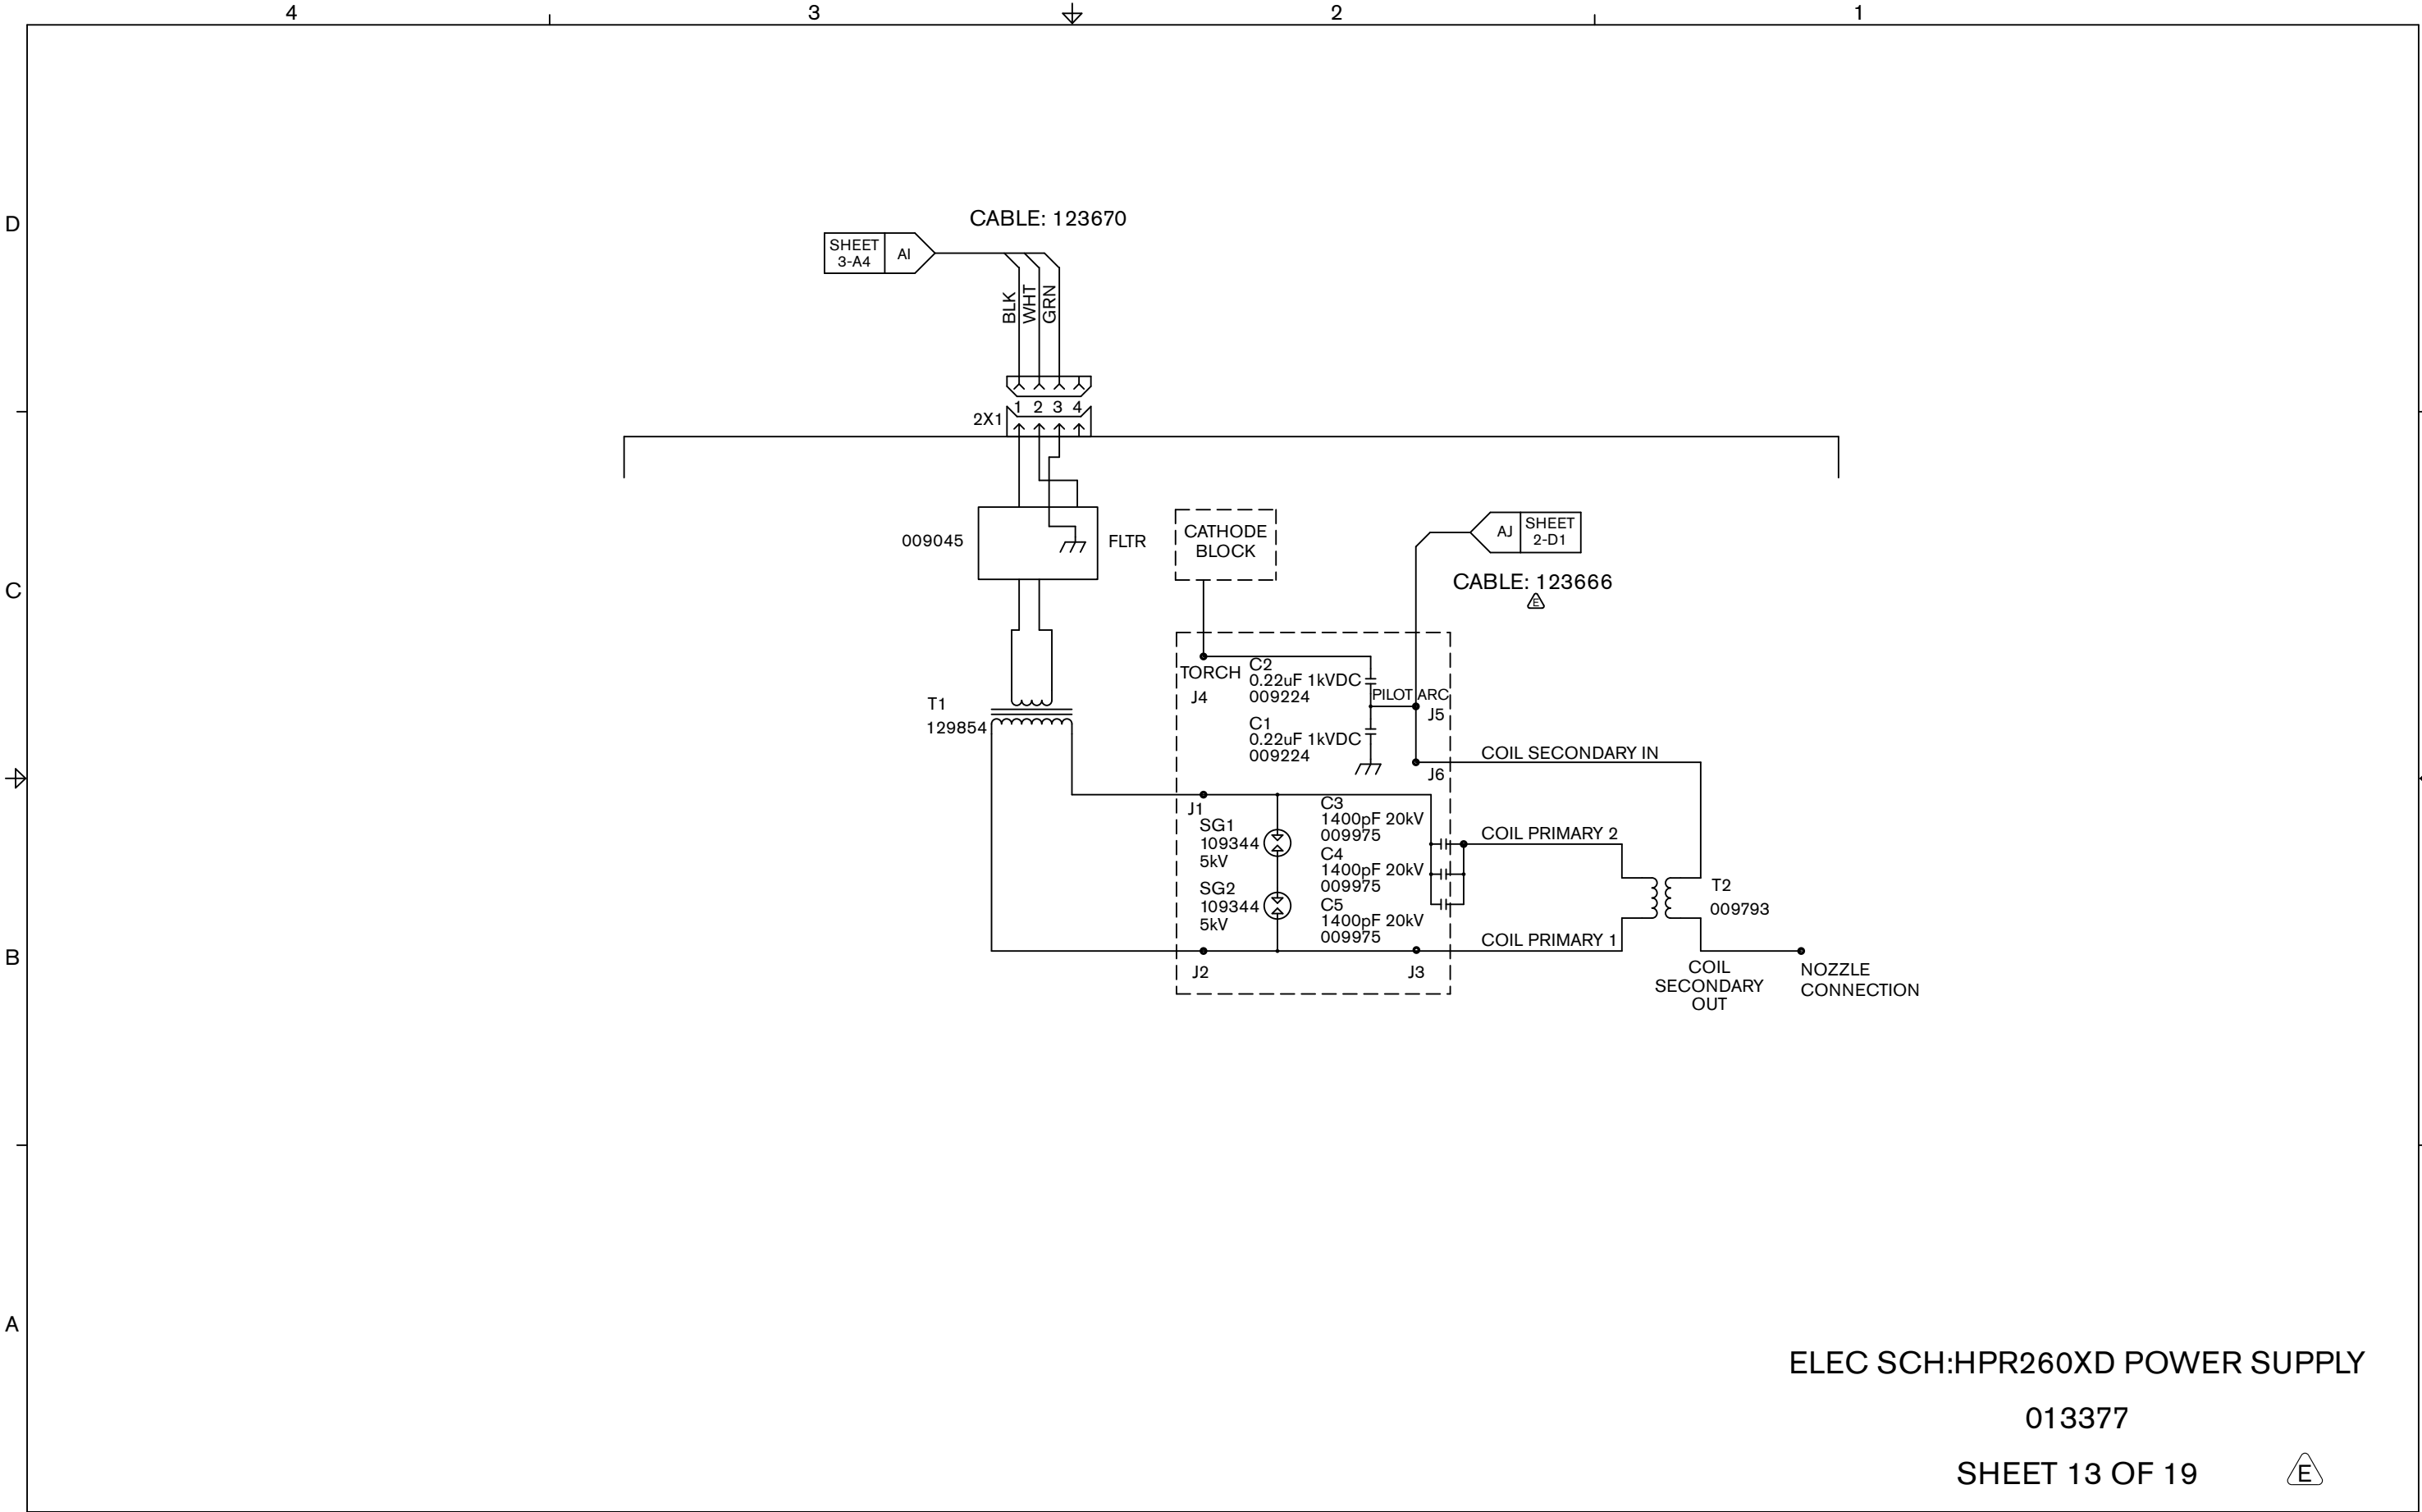 4
3
2
1
D
C
B
A
CABLE: 123670
SHEET
3-A4
AI
BLK
WHT
GRN
1 2 3 4
2X1
009045
FLTR
CATHODE
BLOCK
AJ
SHEET
2-D1
CABLE: 123666
E
T1
129854
TORCH
J4
C2
0.22uF 1kVDC
009224
PILOT ARC
J5
C1
0.22uF 1kVDC
009224
J6
COIL SECONDARY IN
J1
SG1
109344
5kV
SG2
109344
5kV
C3
1400pF 20kV
009975
C4
1400pF 20kV
009975
C5
1400pF 20kV
009975
COIL PRIMARY 2
COIL PRIMARY 1
T2
009793
J2
J3
COIL
SECONDARY
OUT
NOZZLE
CONNECTION
ELEC SCH:HPR260XD POWER SUPPLY
013377
SHEET 13 OF 19
E